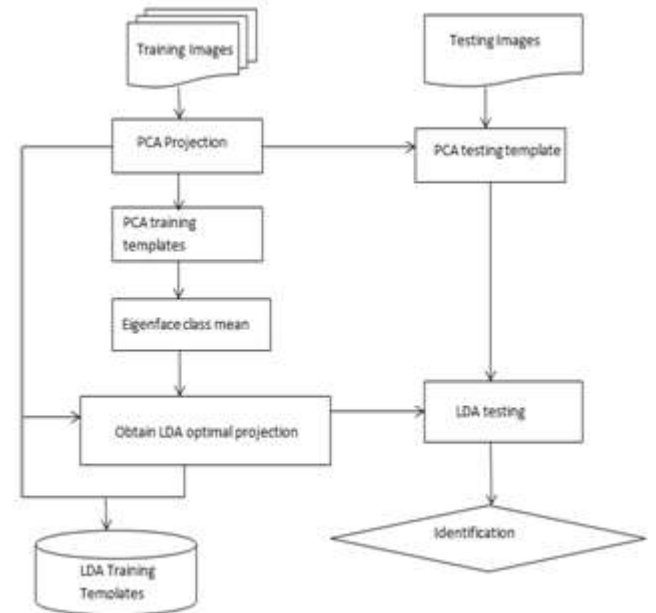 Training Images
Testing Images
PCA Projection
PCA testing template
PCA training
templates
Eigenface class mean
Obtain LDA optimal projection
LDA testing
Identification
LDA Training
Templates